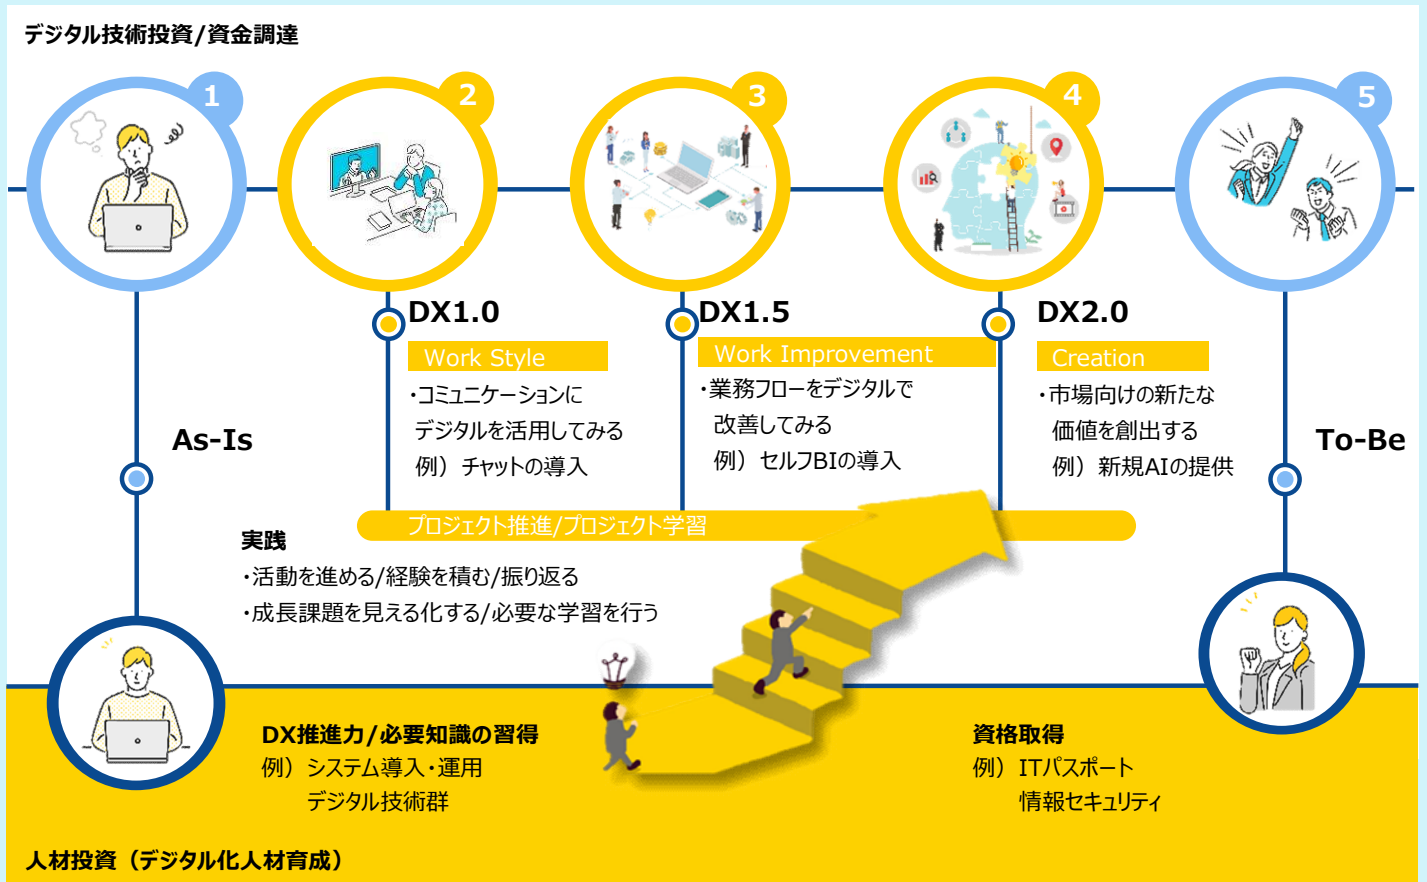 デジタル技術投資/資金調達
1
2
3
4
5
DX1.0
Work Style
・コミュニケーションに
デジタルを活用してみる
例）チャットの導入
DX1.5
Work Improvement
・業務フローをデジタルで
改善してみる
例）セルフBIの導入
DX2.0
Creation
・市場向けの新たな
価値を創出する
例）新規AIの提供
As-Is
To-Be
プロジェクト推進/プロジェクト学習
実践
・活動を進める/経験を積む/振り返る
・成長課題を見える化する/必要な学習を行う
DX推進力/必要知識の習得
例）システム導入・運用
デジタル技術群
資格取得
例）ITパスポート
情報セキュリティ
人材投資（デジタル化人材育成）